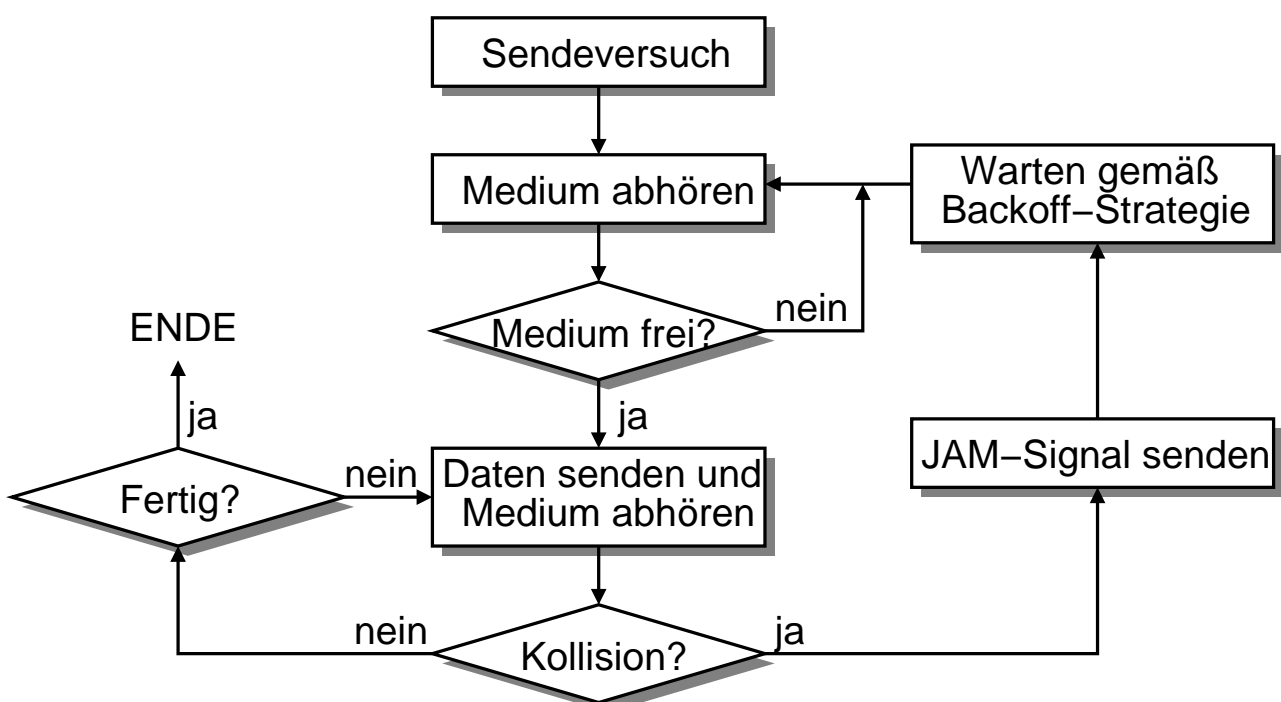 Sendeversuch
Medium abhören
Warten gemäß
Backoff−Strategie
nein
Medium frei?
ENDE
ja
ja
JAM−Signal senden
nein
Daten senden und
Medium abhören
Fertig?
nein
ja
Kollision?